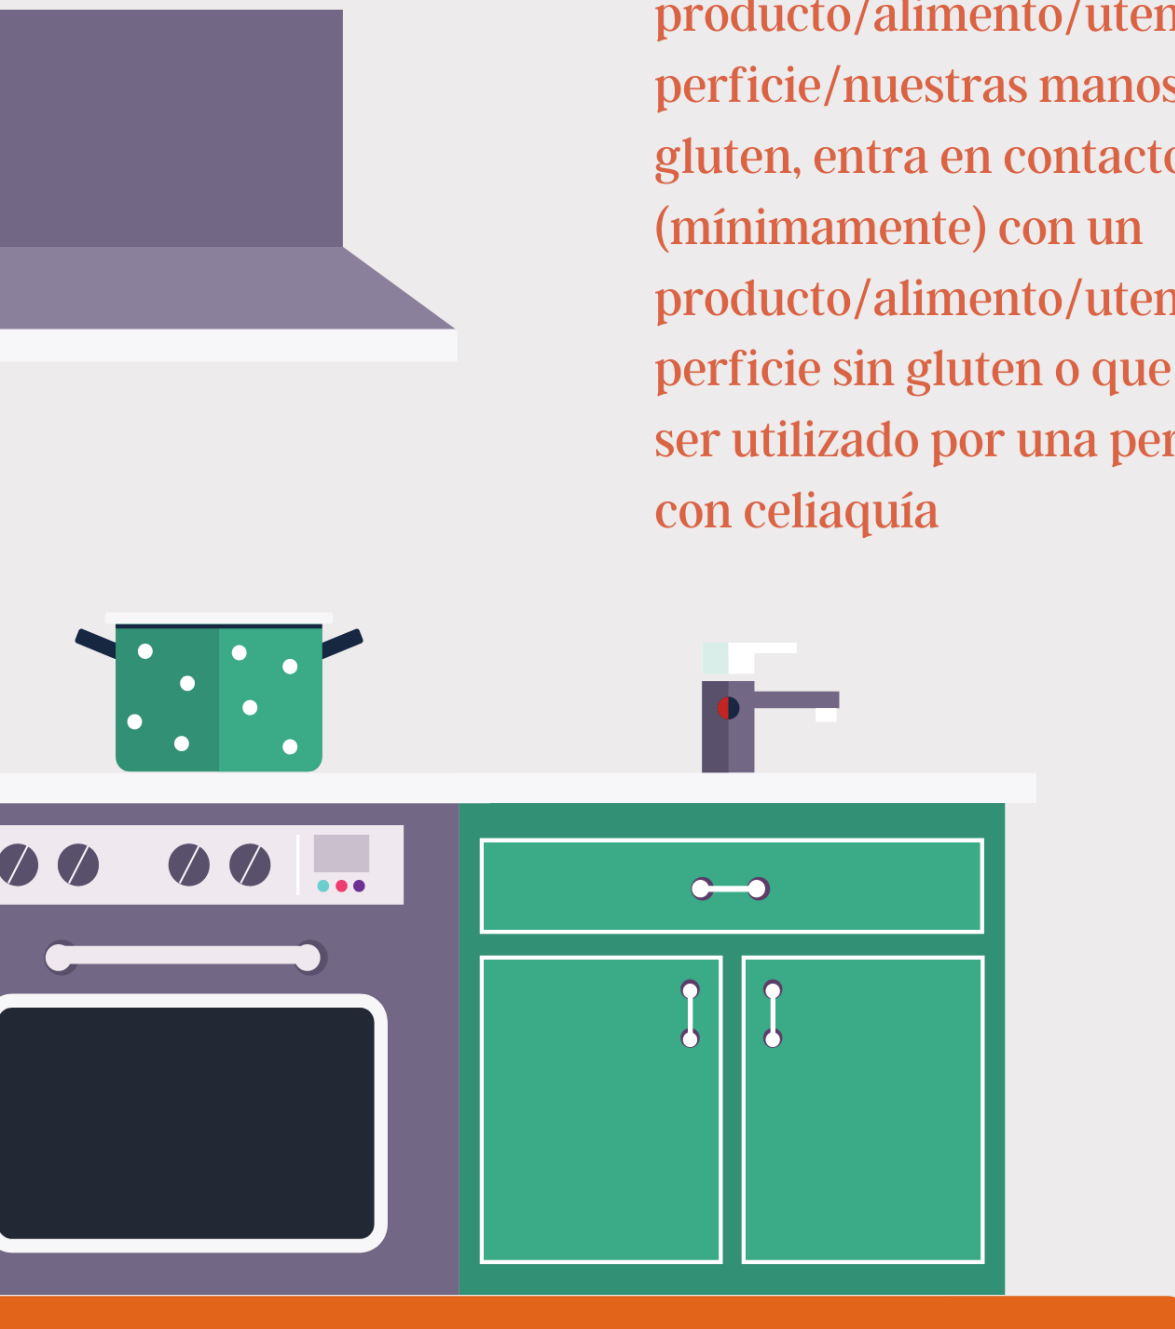 producto/alimento/uten
perficie/nuestras manos
gluten, entra en contacto
(mínimamente) con un
producto/alimento/uten
perficie sin gluten o que
ser utilizado por una per
con celiaquía